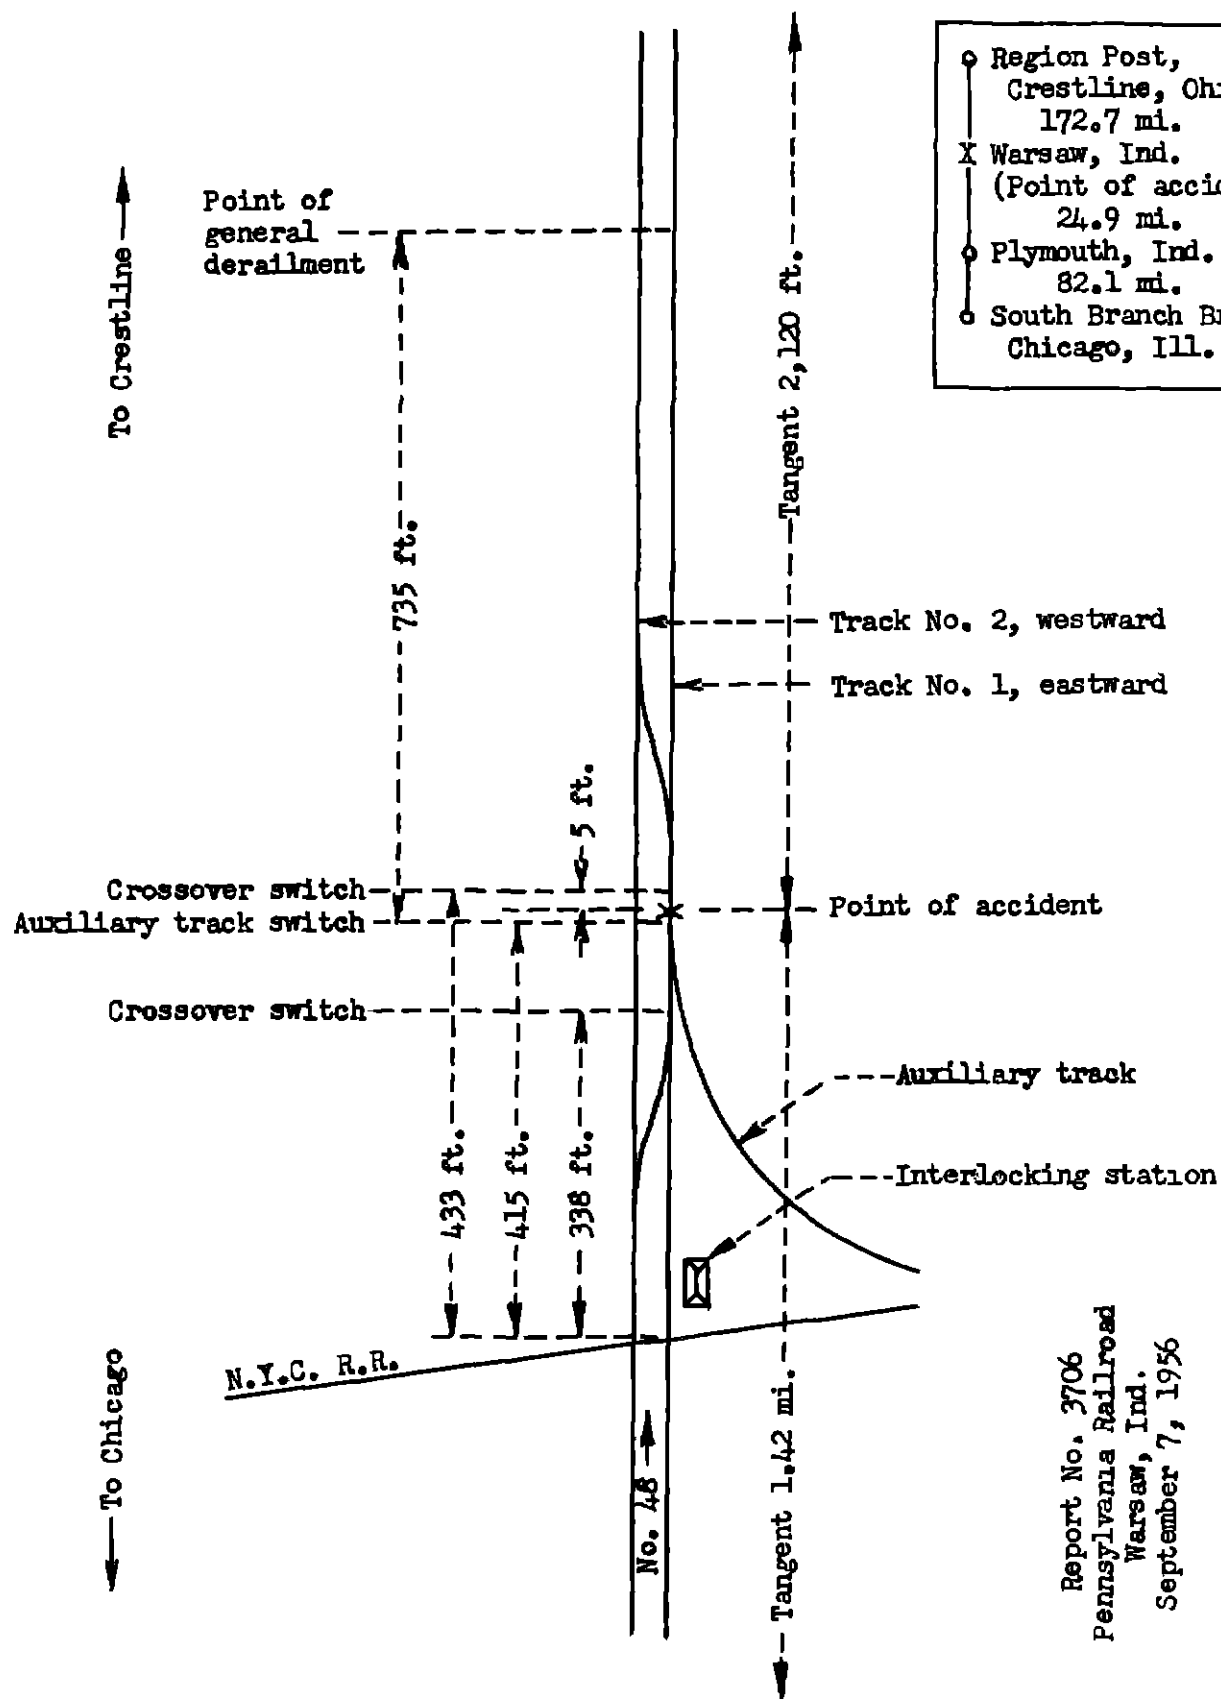 Region Post,
Crestline, Oh
172.7 mi.
X Warsaw, Ind.
(Point of accid
24.9 mi.
Plymouth, Ind.
82.1 mi.
South Branch Br
Chicago, Ill.
To Crestline
Point of
general
derailment
735 ft.
Tangent 2,120 ft.
Track No. 2, westward
Track No. 1, eastward
5 ft.
Crossover switch
Auxiliary track switch
Point of accident
Crossover switch
Auxiliary track
Interlocking station
433 ft.
415 ft.
338 ft.
N.Y.C. R.R.
To Chicago
No. 48
Tangent 1.42 mi.
Report No. 3706
Pennsylvania Railroad
Warsaw, Ind.
September 7, 1956